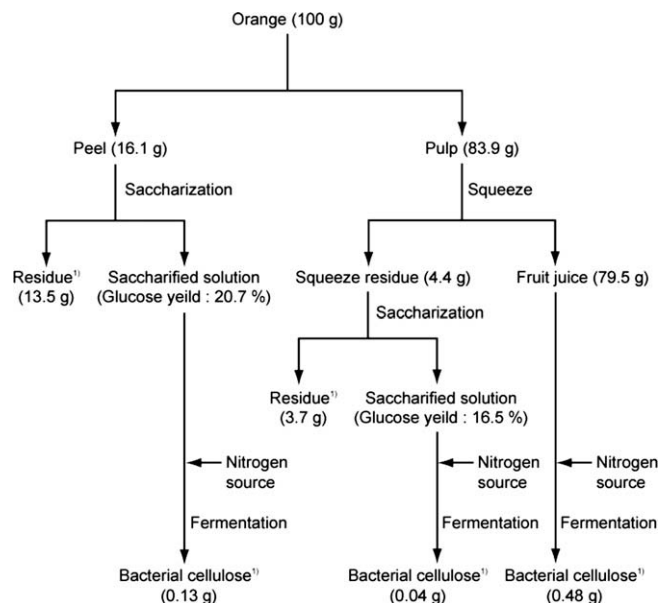 Orange (100 g)
Peel (16.1 g)
Pulp (83.9 g)
Saccharization
Squeeze
Residue¹⁾
(13.5 g)
Saccharified solution
(Glucose yeild : 20.7 %)
Squeeze residue (4.4 g)
Fruit juice (79.5 g)
Saccharization
Residue¹⁾
(3.7 g)
Saccharified solution
(Glucose yeild : 16.5 %)
Nitrogen
source
Nitrogen
source
Nitrogen
source
Fermentation
Fermentation
Fermentation
Bacterial cellulose¹⁾
(0.13 g)
Bacterial cellulose¹⁾
(0.04 g)
Bacterial cellulose¹⁾
(0.48 g)